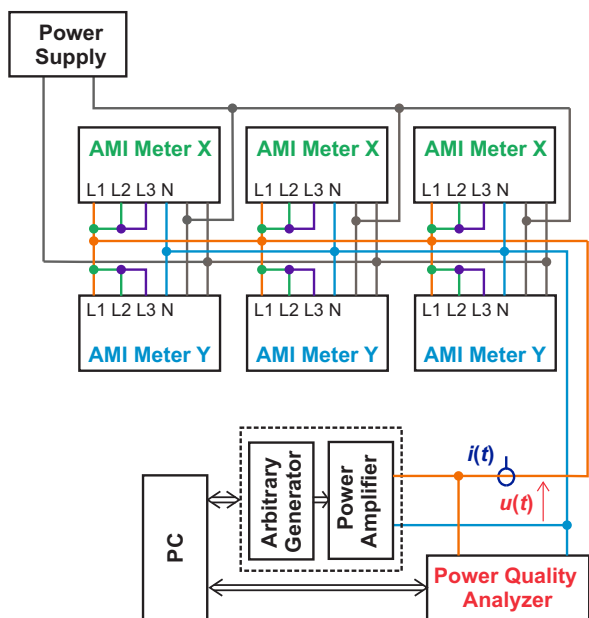 Power
Supply
AMI Meter X
AMI Meter X
AMI Meter X
L1 L2 L3 N
L1 L2 L3 N
L1 L2 L3 N
L1 L2 L3 N
L1 L2 L3 N
L1 L2 L3 N
AMI Meter Y
AMI Meter Y
AMI Meter Y
PC
Arbitrary
Generator
Power
Amplifier
i(t)
u(t)
Power Quality
Analyzer